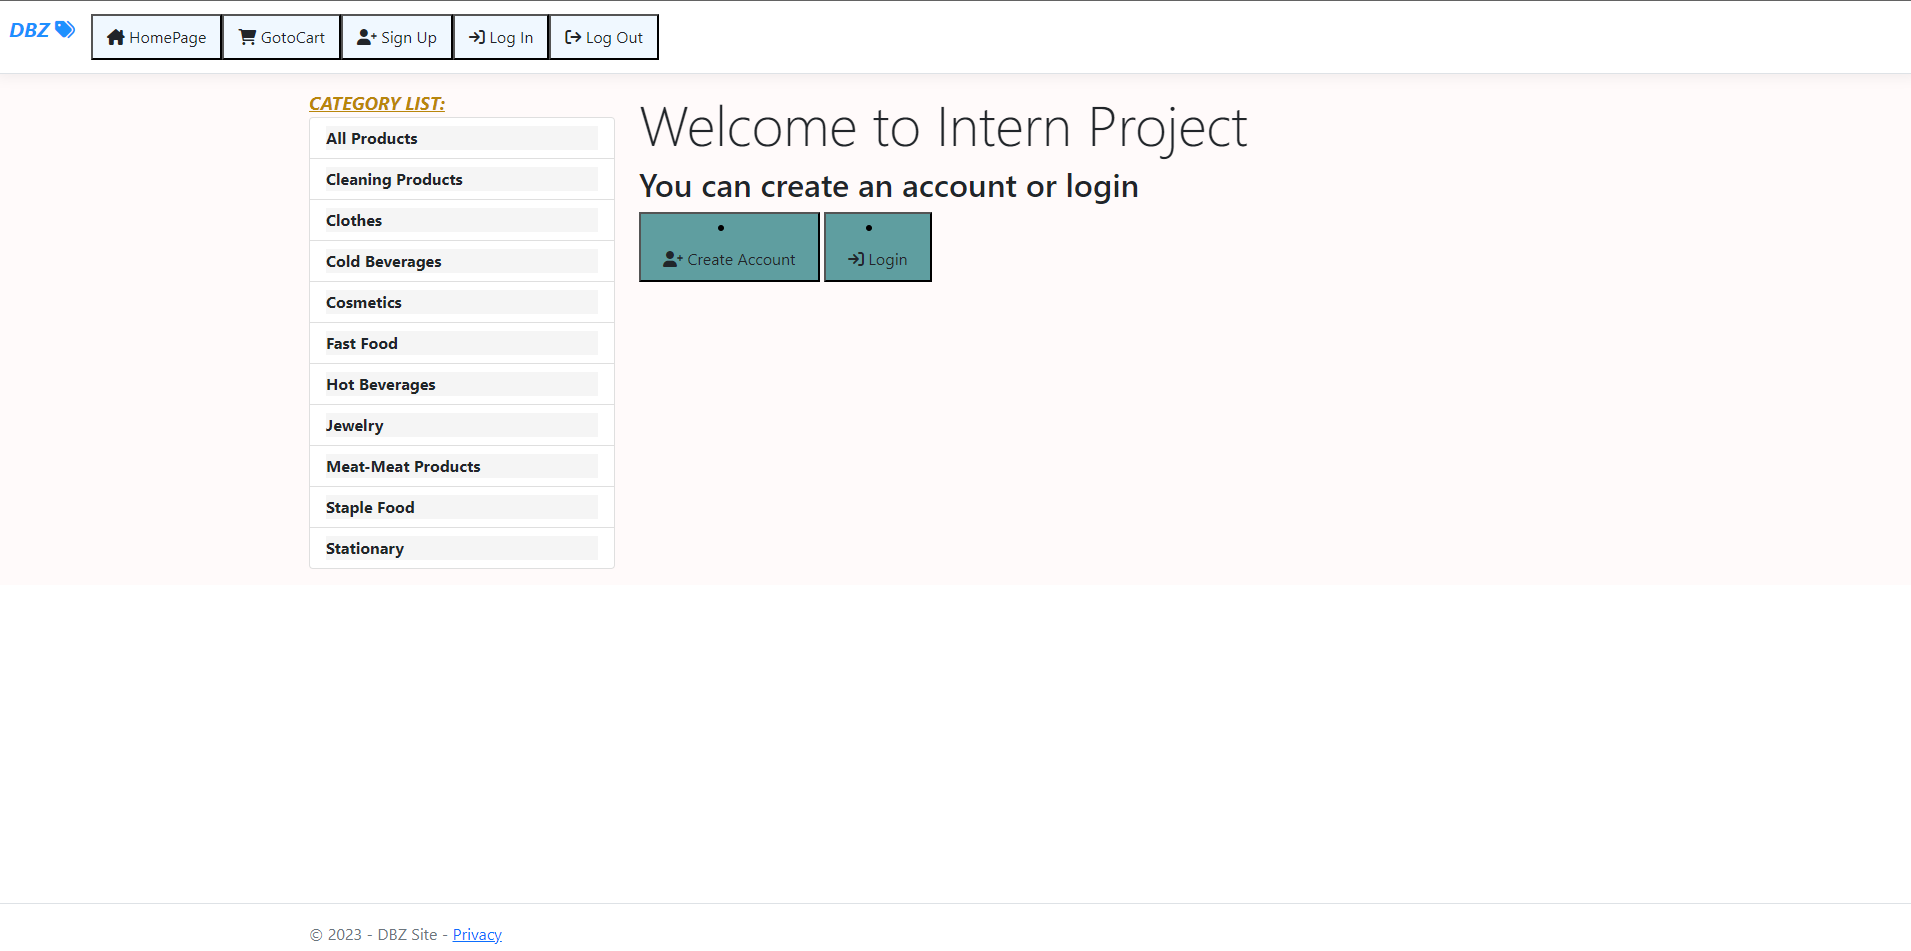 DBZ
HomePage GotoCart Sign Up Log In Log Out
CATEGORY LIST:
All Products
Cleaning Products
Clothes
Cold Beverages
Cosmetics
Fast Food
Hot Beverages
Jewelry
Meat-Meat Products
Staple Food
Stationary
Welcome to Intern Project
You can create an account or login
Create Account Login
© 2023 - DBZ Site - Privacy